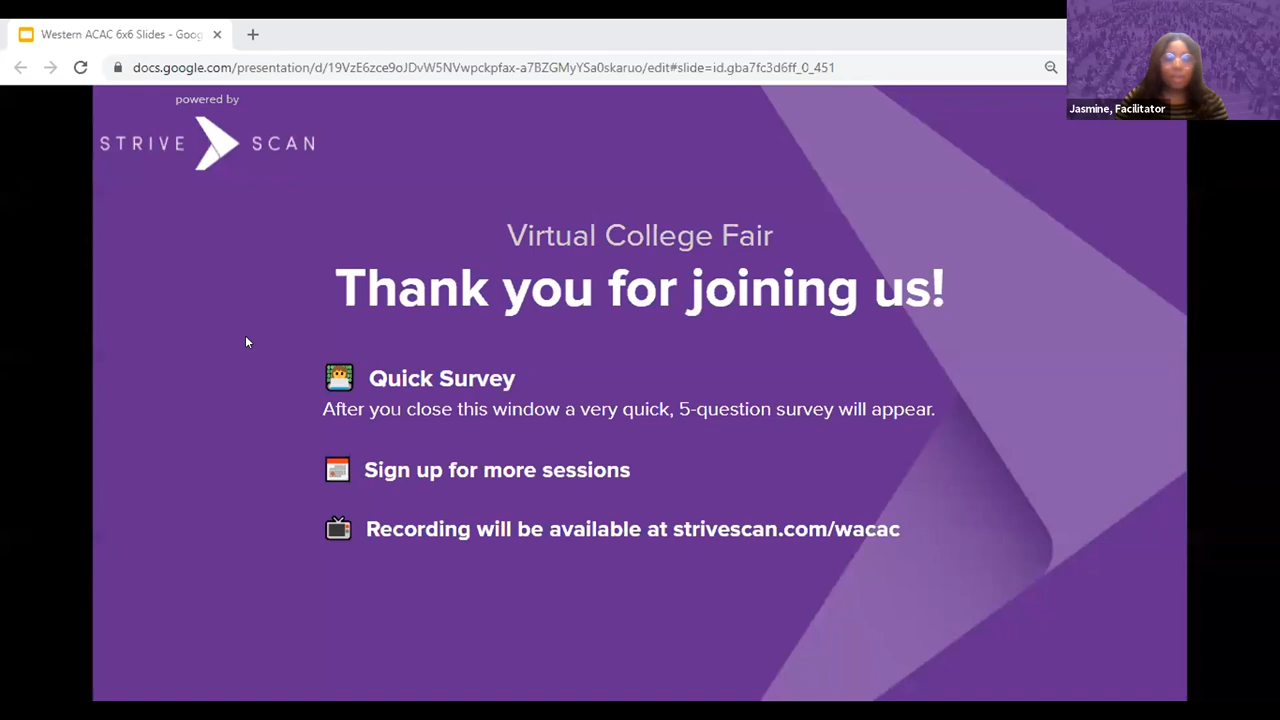 Western ACAC 6x6 Slides - Goog
docs.google.com/presentation/d/19VzE6zce9oJDvW5NVwpckpfax-a7BZGMyYSa0skaruo/edit#slide=id.gba7fc3d6ff_0_451
Jasmine, Facilitator
powered by
STRIVE SCAN
Virtual College Fair
Thank you for joining us!
Quick Survey
After you close this window a very quick, 5-question survey will appear.
Sign up for more sessions
Recording will be available at strivescan.com/wacac